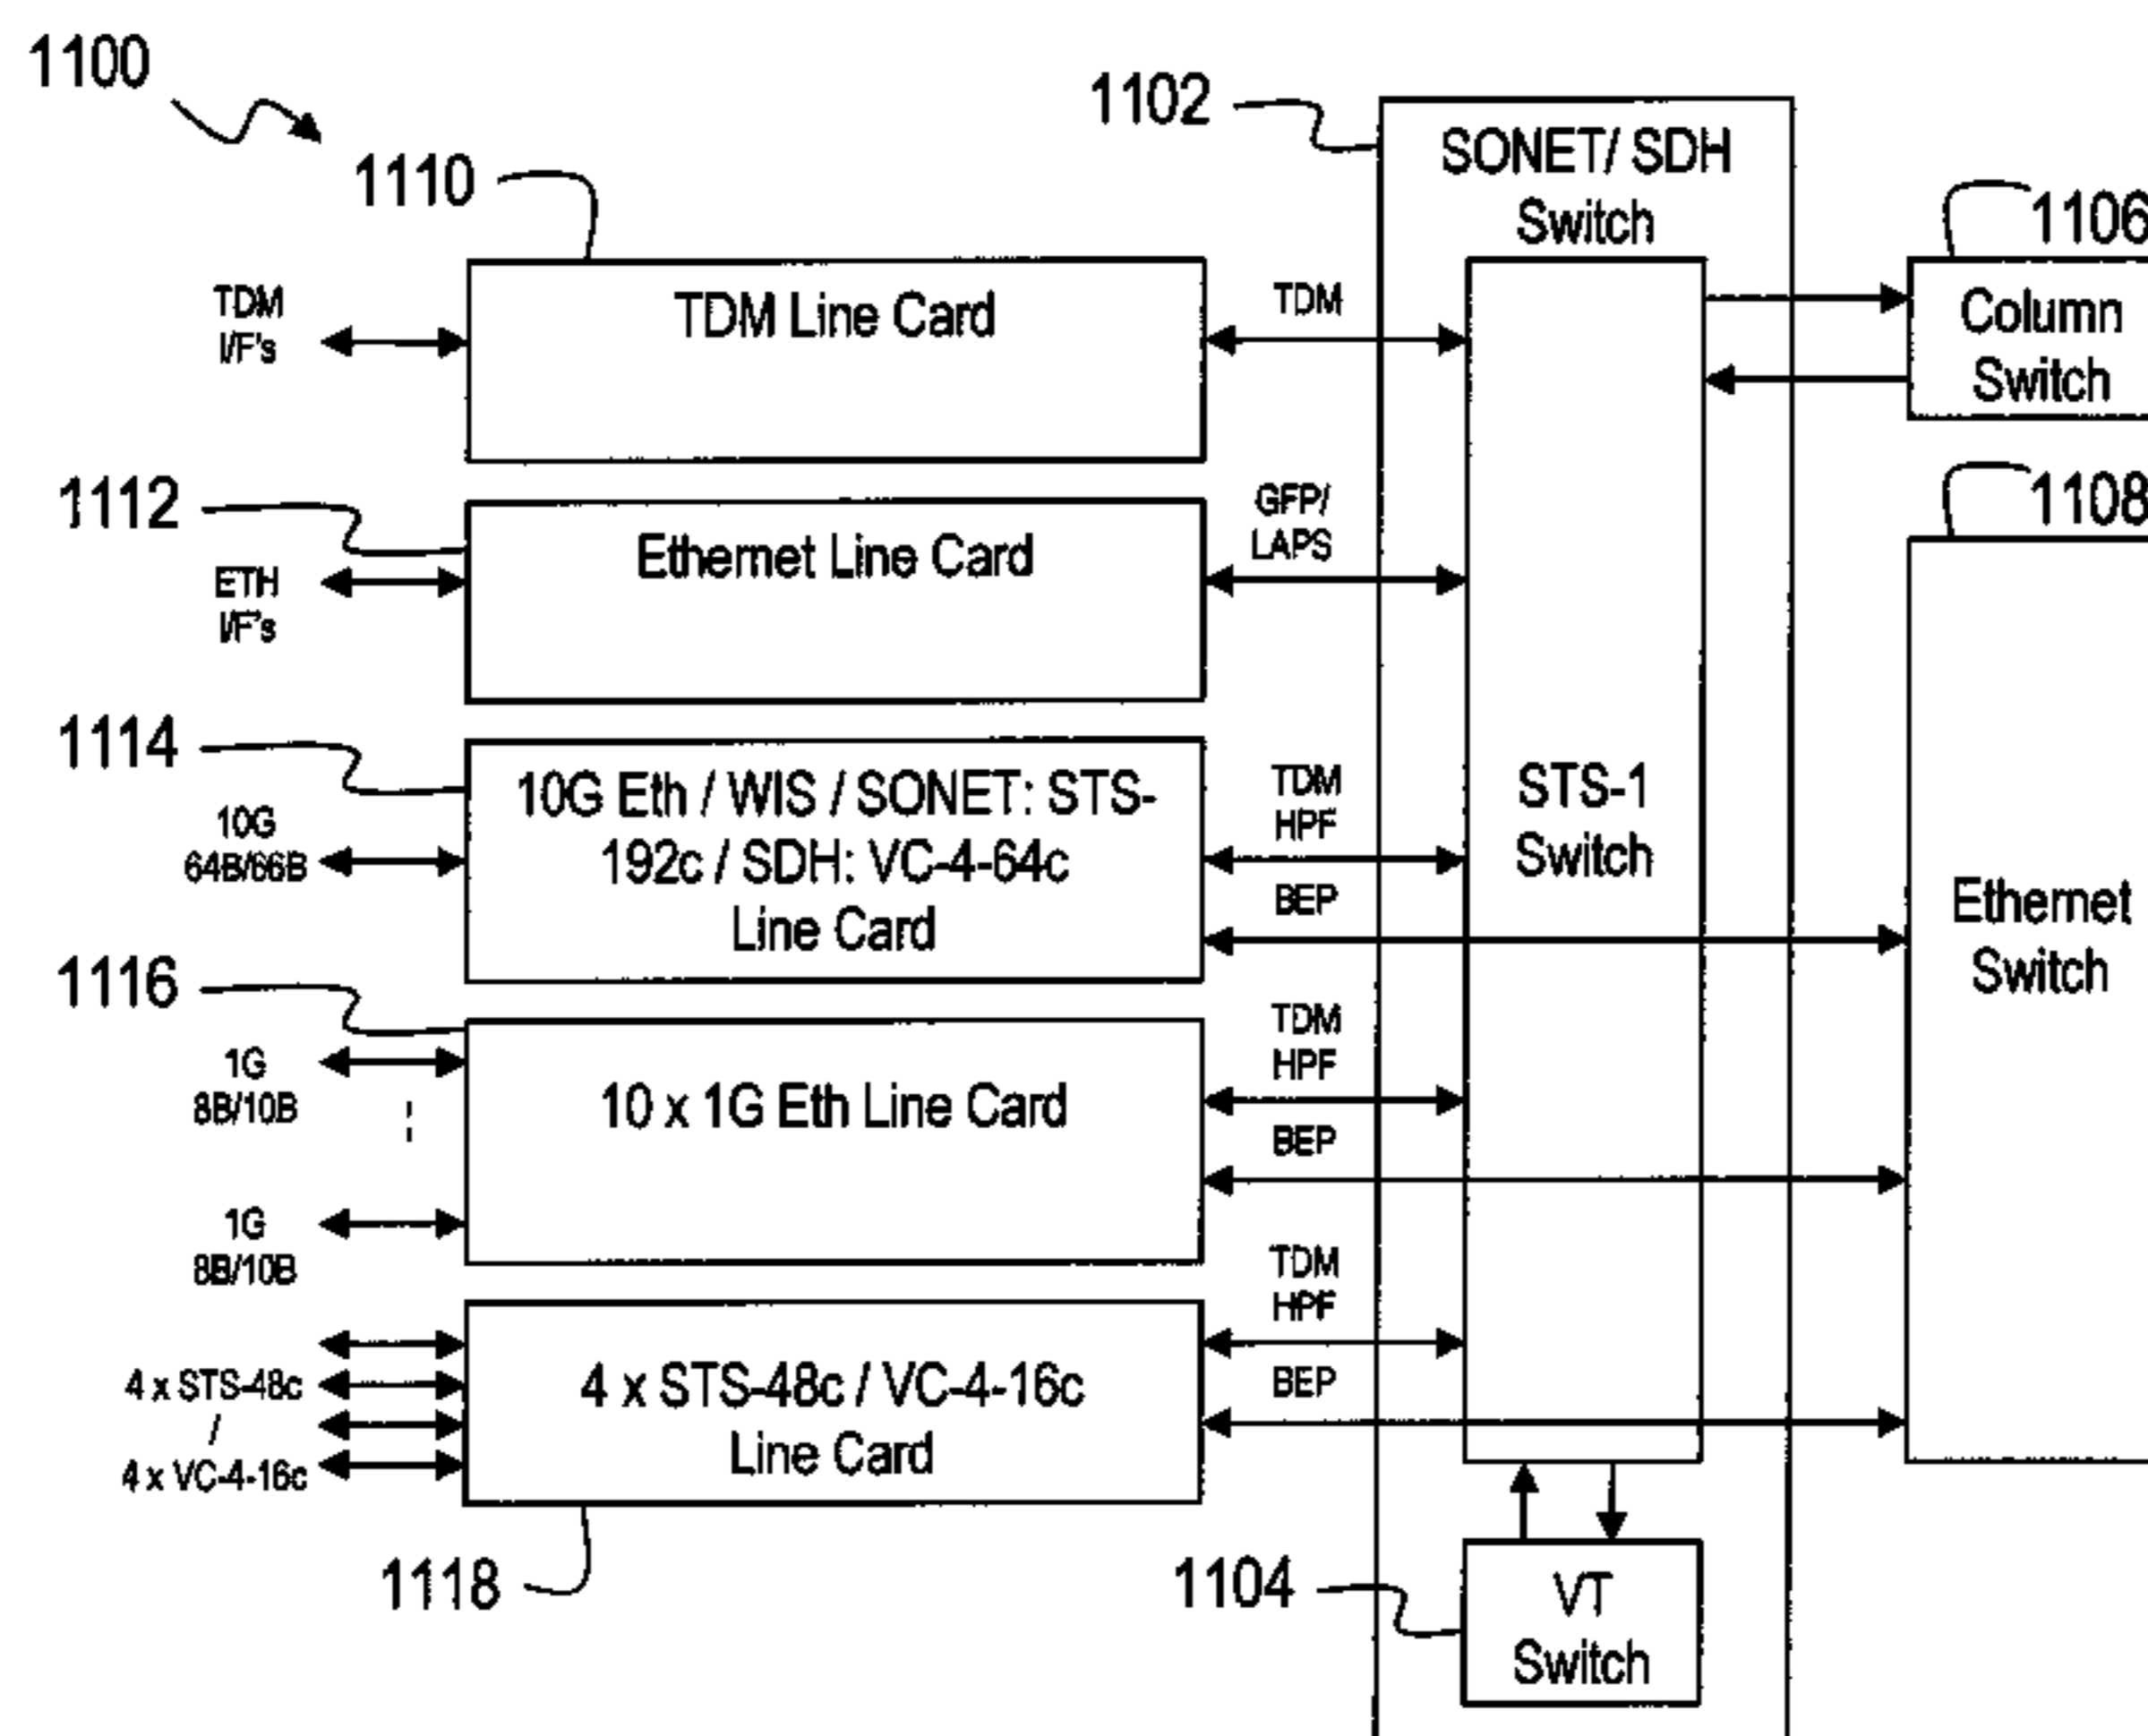 1100
1102
SONET/ SDH
Switch
1110
1106
TDM
I/F's
TDM Line Card
TDM
Column
Switch
1112
ETH
I/F's
Ethernet Line Card
GFP/
LAPS
1108
1114
10G
64B/66B
10G Eth / WIS / SONET: STS-
192c / SDH: VC-4-64c
Line Card
TDM
HPF
BEP
STS-1
Switch
Ethernet
Switch
1116
1G
8B/10B
1G
8B/10B
10 x 1G Eth Line Card
TDM
HPF
BEP
4 x STS-48c
/
4 x VC-4-16c
4 x STS-48c / VC-4-16c
Line Card
TDM
HPF
BEP
1118
1104
VT
Switch